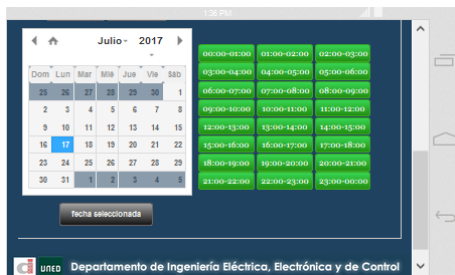 1:35 PM
Julio 2017
Dom Lun Mar Mié Jue Vie Sáb
25 26 27 28 29 30 1
2 3 4 5 6 7 8
9 10 11 12 13 14 15
16 17 18 19 20 21 22
23 24 25 26 27 28 29
30 31 1 2 3 4 5
fecha seleccionada
00:00-01:00 01:00-02:00 02:00-03:00
03:00-04:00 04:00-05:00 05:00-06:00
06:00-07:00 07:00-08:00 08:00-09:00
09:00-10:00 10:00-11:00 11:00-12:00
12:00-13:00 13:00-14:00 14:00-15:00
15:00-16:00 16:00-17:00 17:00-18:00
18:00-19:00 19:00-20:00 20:00-21:00
21:00-22:00 22:00-23:00 23:00-00:00
UNED Departamento de Ingeniería Eléctrica, Electrónica y de Control